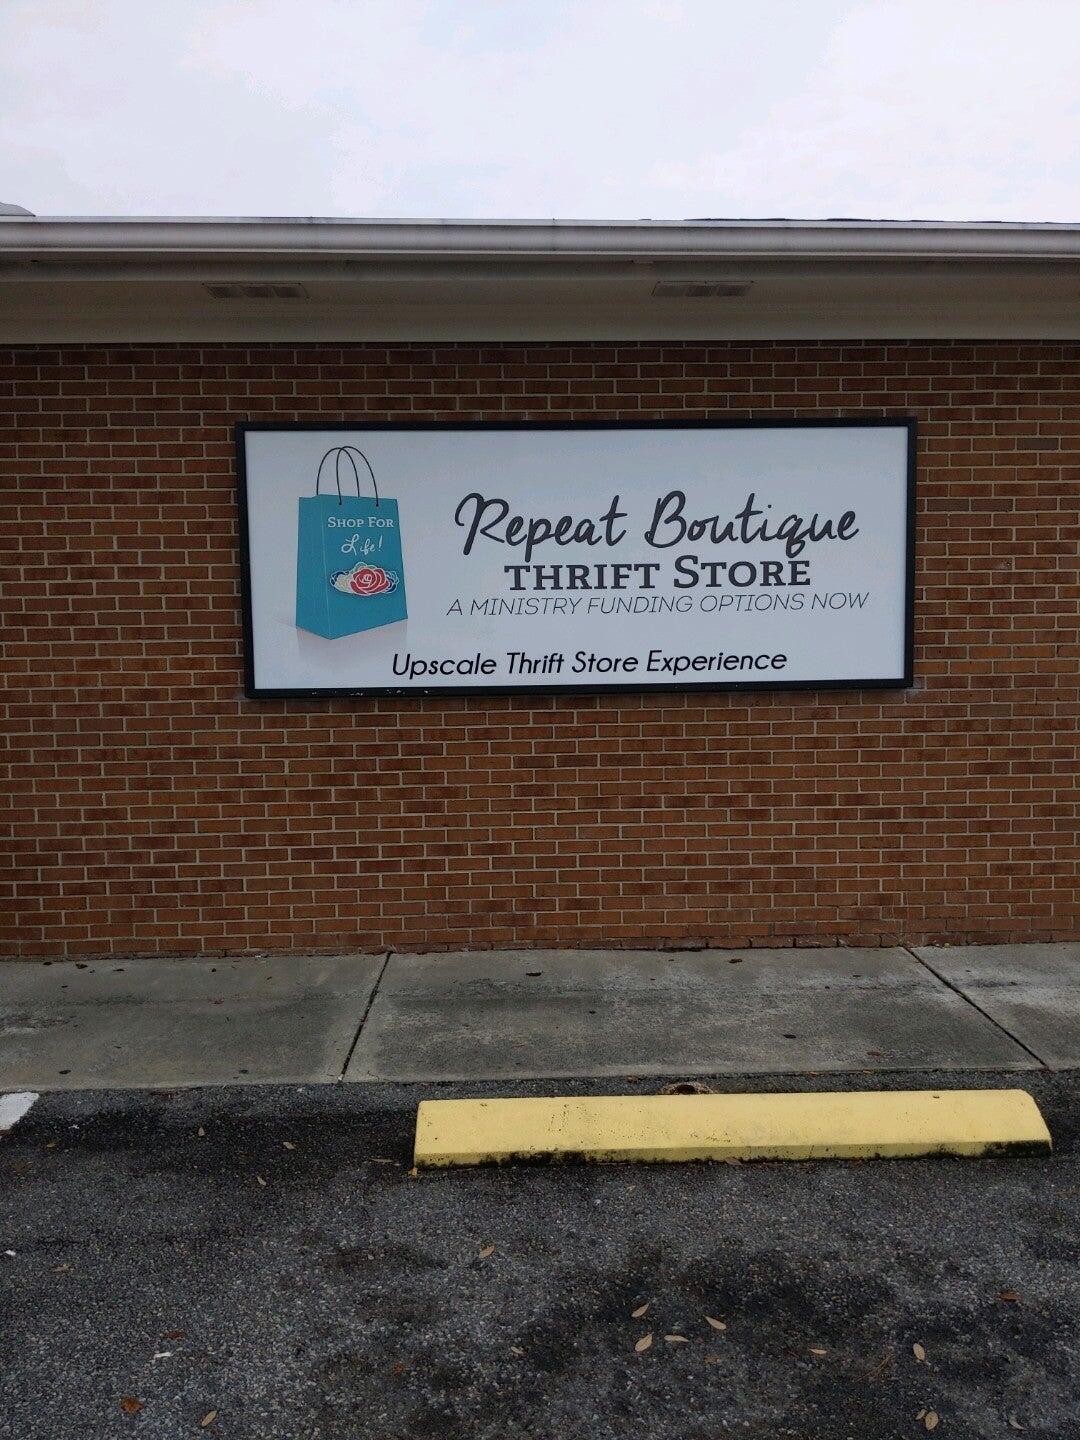 SHOP FOR
Life!
Repeat Boutique
THRIFT STORE
A MINISTRY FUNDING OPTIONS NOW
Upscale Thrift Store Experience